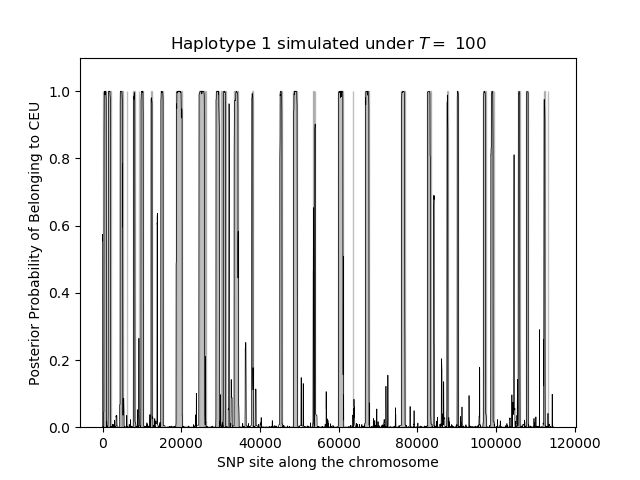 Haplotype 1 simulated under T = 100
Posterior Probability of Belonging to CEU
1.0
0.8
0.6
0.4
0.2
0.0
0 20000 40000 60000 80000 100000 120000
SNP site along the chromosome